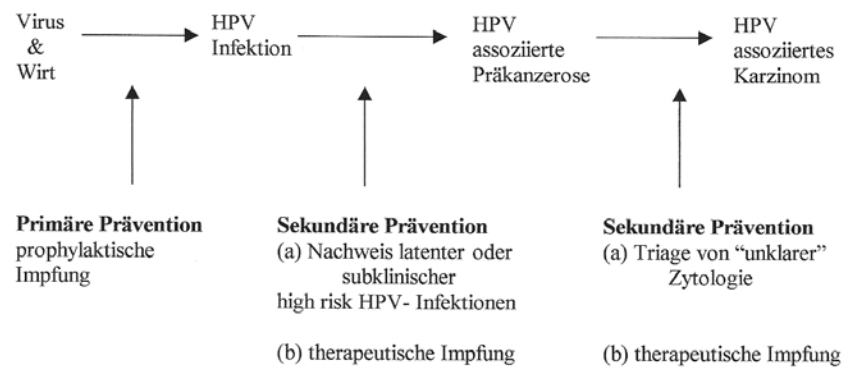 Virus
&
Wirt
HPV
Infektion
HPV
assoziierte
Präkanzerose
HPV
assoziiertes
Karzinom
Primäre Prävention
prophylaktische
Impfung
Sekundäre Prävention
(a) Nachweis latenter oder
subklinischer
high risk HPV- Infektionen
(b) therapeutische Impfung
Sekundäre Prävention
(a) Triage von “unklarer”
Zytologie
(b) therapeutische Impfung